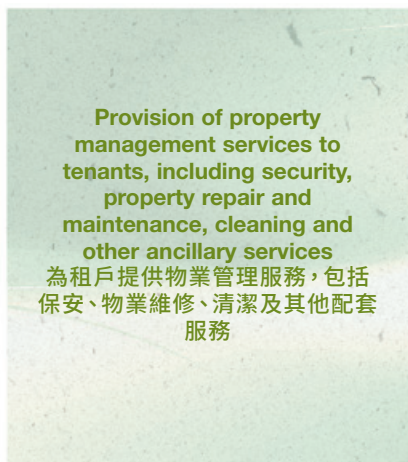 Provision of property
management services to
tenants, including security,
property repair and
maintenance, cleaning and
other ancillary services
為租戶提供物業管理服務，包括
保安、物業維修、清潔及其他配套
服務